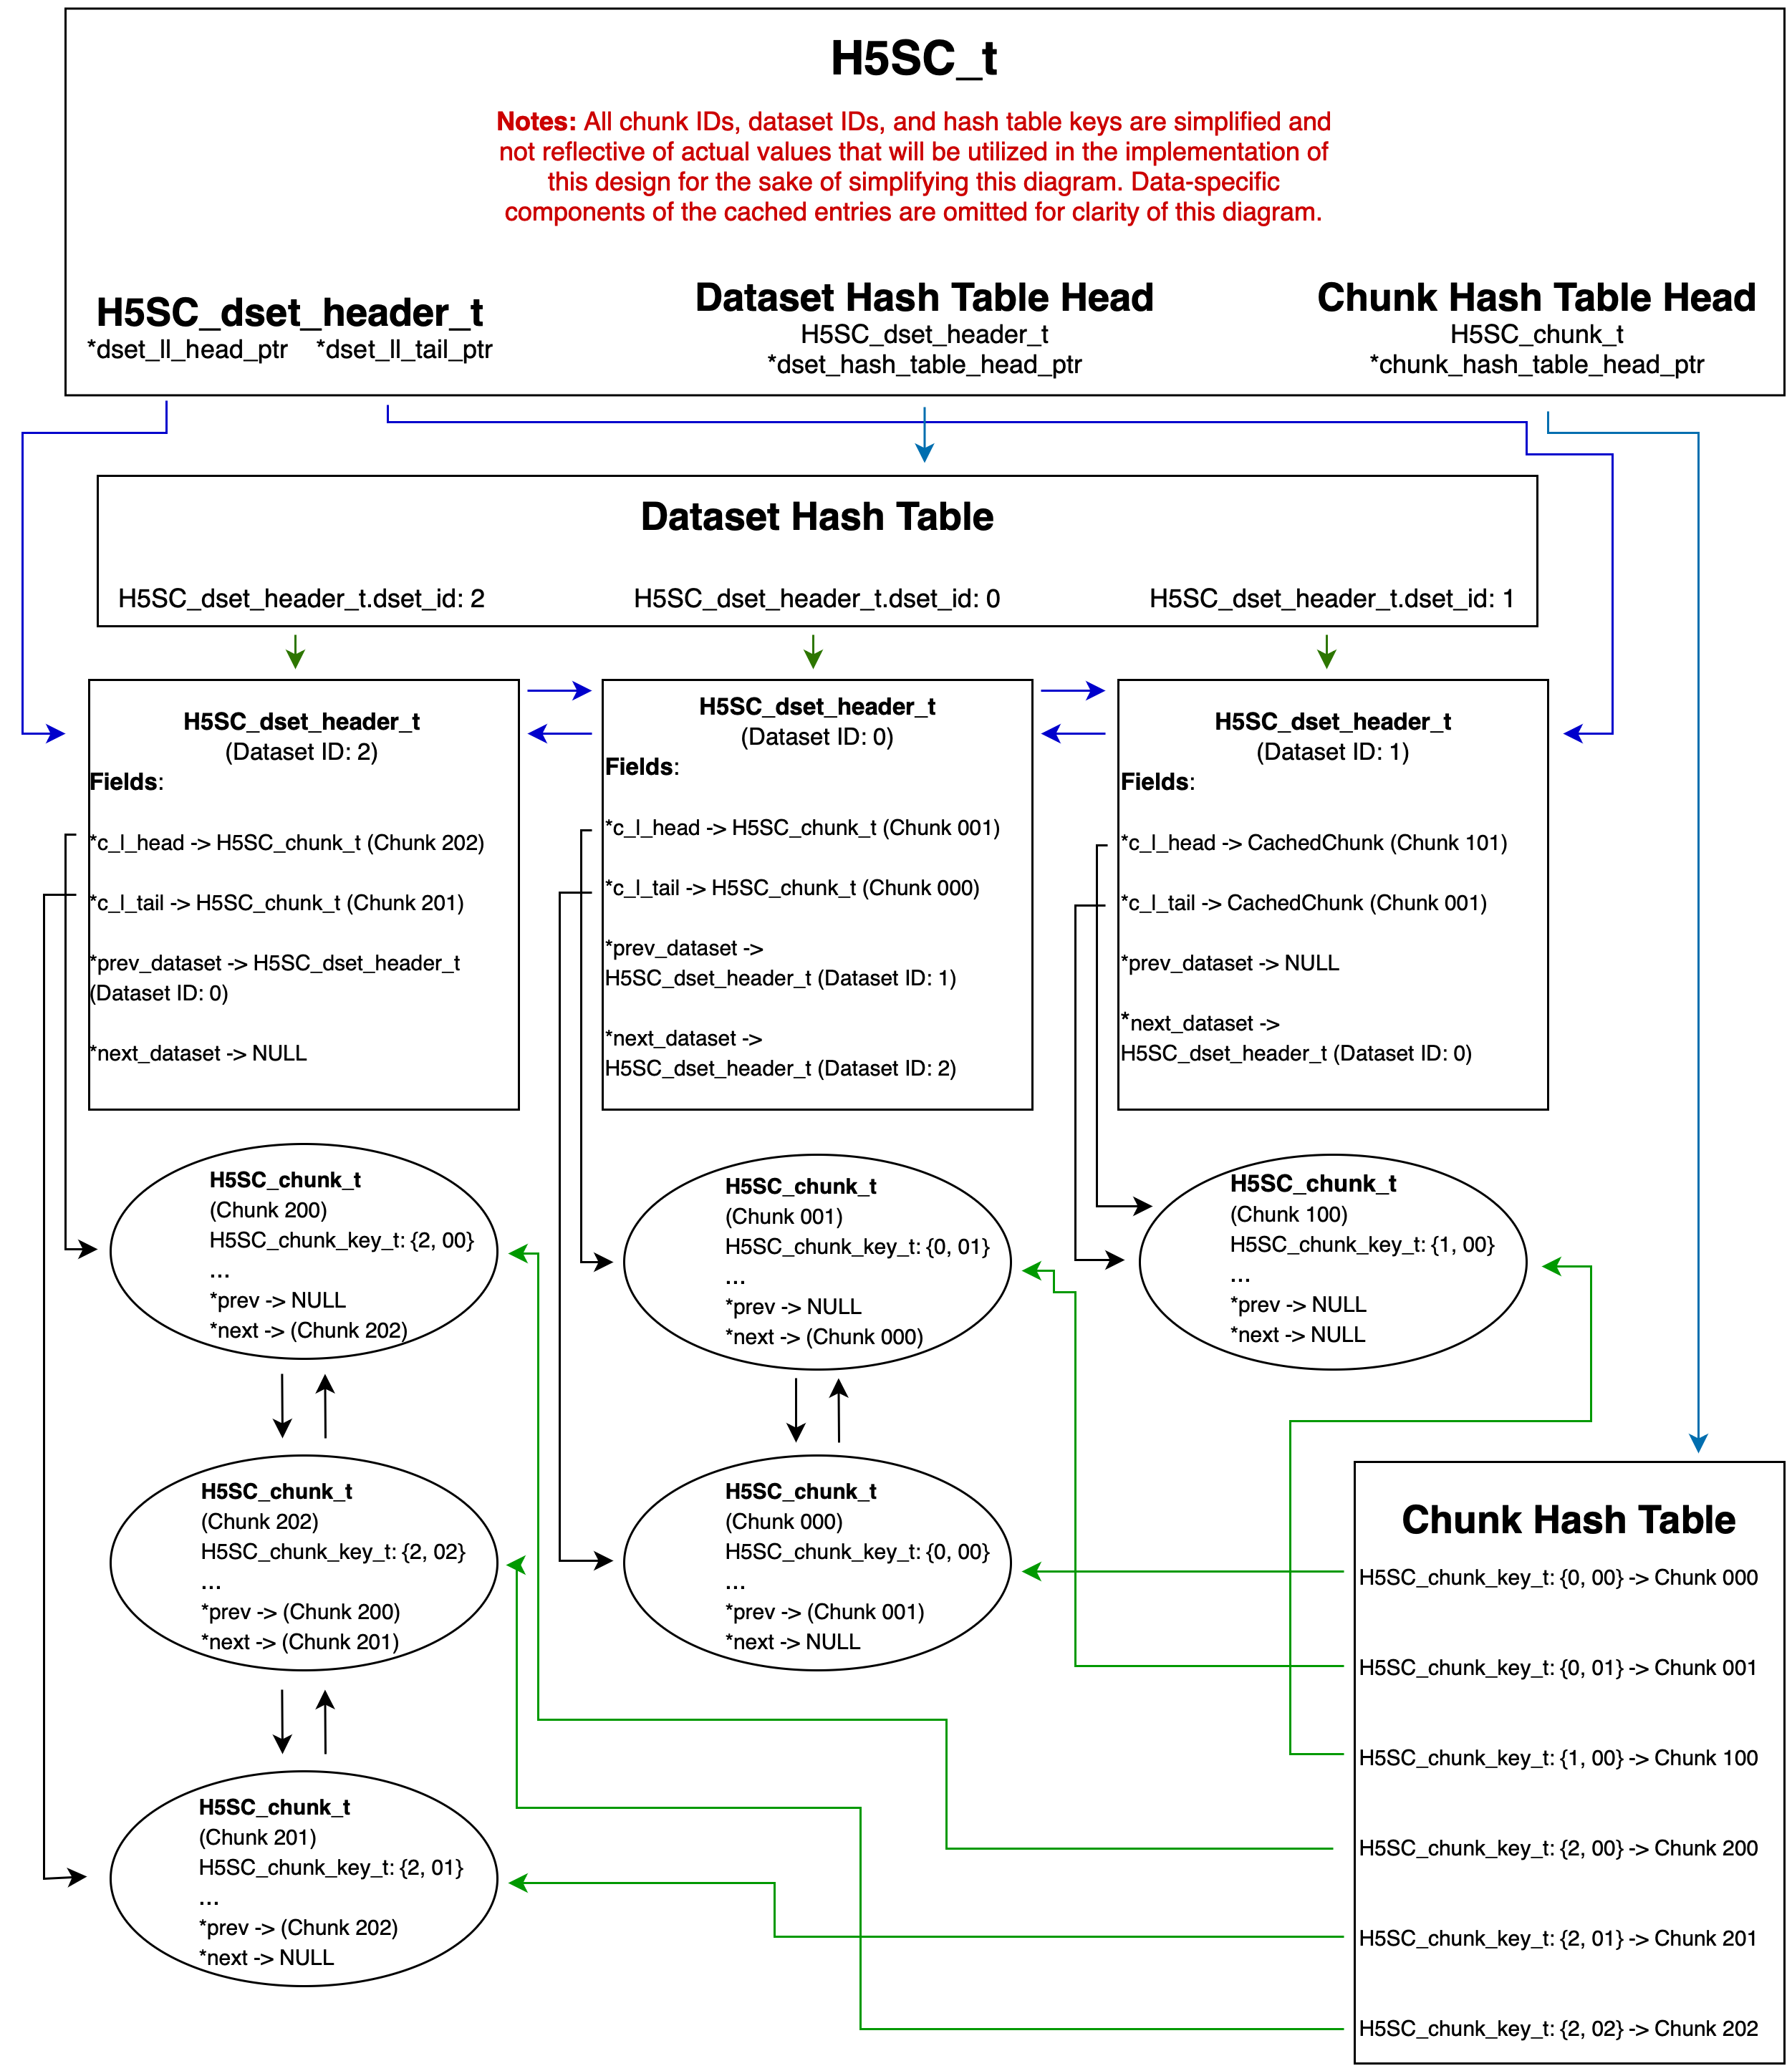 H5SC_t
Notes: All chunk IDs, dataset IDs, and hash table keys are simplified and
not reflective of actual values that will be utilized in the implementation of
this design for the sake of simplifying this diagram. Data-specific
components of the cached entries are omitted for clarity of this diagram.
H5SC_dset_header_t
*dset_ll_head_ptr *dset_ll_tail_ptr
Dataset Hash Table Head
H5SC_dset_header_t
*dset_hash_table_head_ptr
Chunk Hash Table Head
H5SC_chunk_t
*chunk_hash_table_head_ptr
Dataset Hash Table
H5SC_dset_header_t.dset_id: 2
H5SC_dset_header_t.dset_id: 0
H5SC_dset_header_t.dset_id: 1
H5SC_dset_header_t
(Dataset ID: 2)
Fields:
*c_l_head -> H5SC_chunk_t (Chunk 202)
*c_l_tail -> H5SC_chunk_t (Chunk 201)
*prev_dataset -> H5SC_dset_header_t
(Dataset ID: 0)
*next_dataset -> NULL
H5SC_dset_header_t
(Dataset ID: 0)
Fields:
*c_l_head -> H5SC_chunk_t (Chunk 001)
*c_l_tail -> H5SC_chunk_t (Chunk 000)
*prev_dataset ->
H5SC_dset_header_t (Dataset ID: 1)
*next_dataset ->
H5SC_dset_header_t (Dataset ID: 2)
H5SC_dset_header_t
(Dataset ID: 1)
Fields:
*c_l_head -> CachedChunk (Chunk 101)
*c_l_tail -> CachedChunk (Chunk 001)
*prev_dataset -> NULL
*next_dataset ->
H5SC_dset_header_t (Dataset ID: 0)
H5SC_chunk_t
(Chunk 200)
H5SC_chunk_key_t: {2, 00}
...
*prev -> NULL
*next -> (Chunk 202)
H5SC_chunk_t
(Chunk 001)
H5SC_chunk_key_t: {0, 01}
...
*prev -> NULL
*next -> (Chunk 000)
H5SC_chunk_t
(Chunk 100)
H5SC_chunk_key_t: {1, 00}
...
*prev -> NULL
*next -> NULL
H5SC_chunk_t
(Chunk 202)
H5SC_chunk_key_t: {2, 02}
...
*prev -> (Chunk 200)
*next -> (Chunk 201)
H5SC_chunk_t
(Chunk 000)
H5SC_chunk_key_t: {0, 00}
...
*prev -> (Chunk 001)
*next -> NULL
H5SC_chunk_t
(Chunk 201)
H5SC_chunk_key_t: {2, 01}
...
*prev -> (Chunk 202)
*next -> NULL
Chunk Hash Table
H5SC_chunk_key_t: {0, 00} -> Chunk 000
H5SC_chunk_key_t: {0, 01} -> Chunk 001
H5SC_chunk_key_t: {1, 00} -> Chunk 100
H5SC_chunk_key_t: {2, 00} -> Chunk 200
H5SC_chunk_key_t: {2, 01} -> Chunk 201
H5SC_chunk_key_t: {2, 02} -> Chunk 202